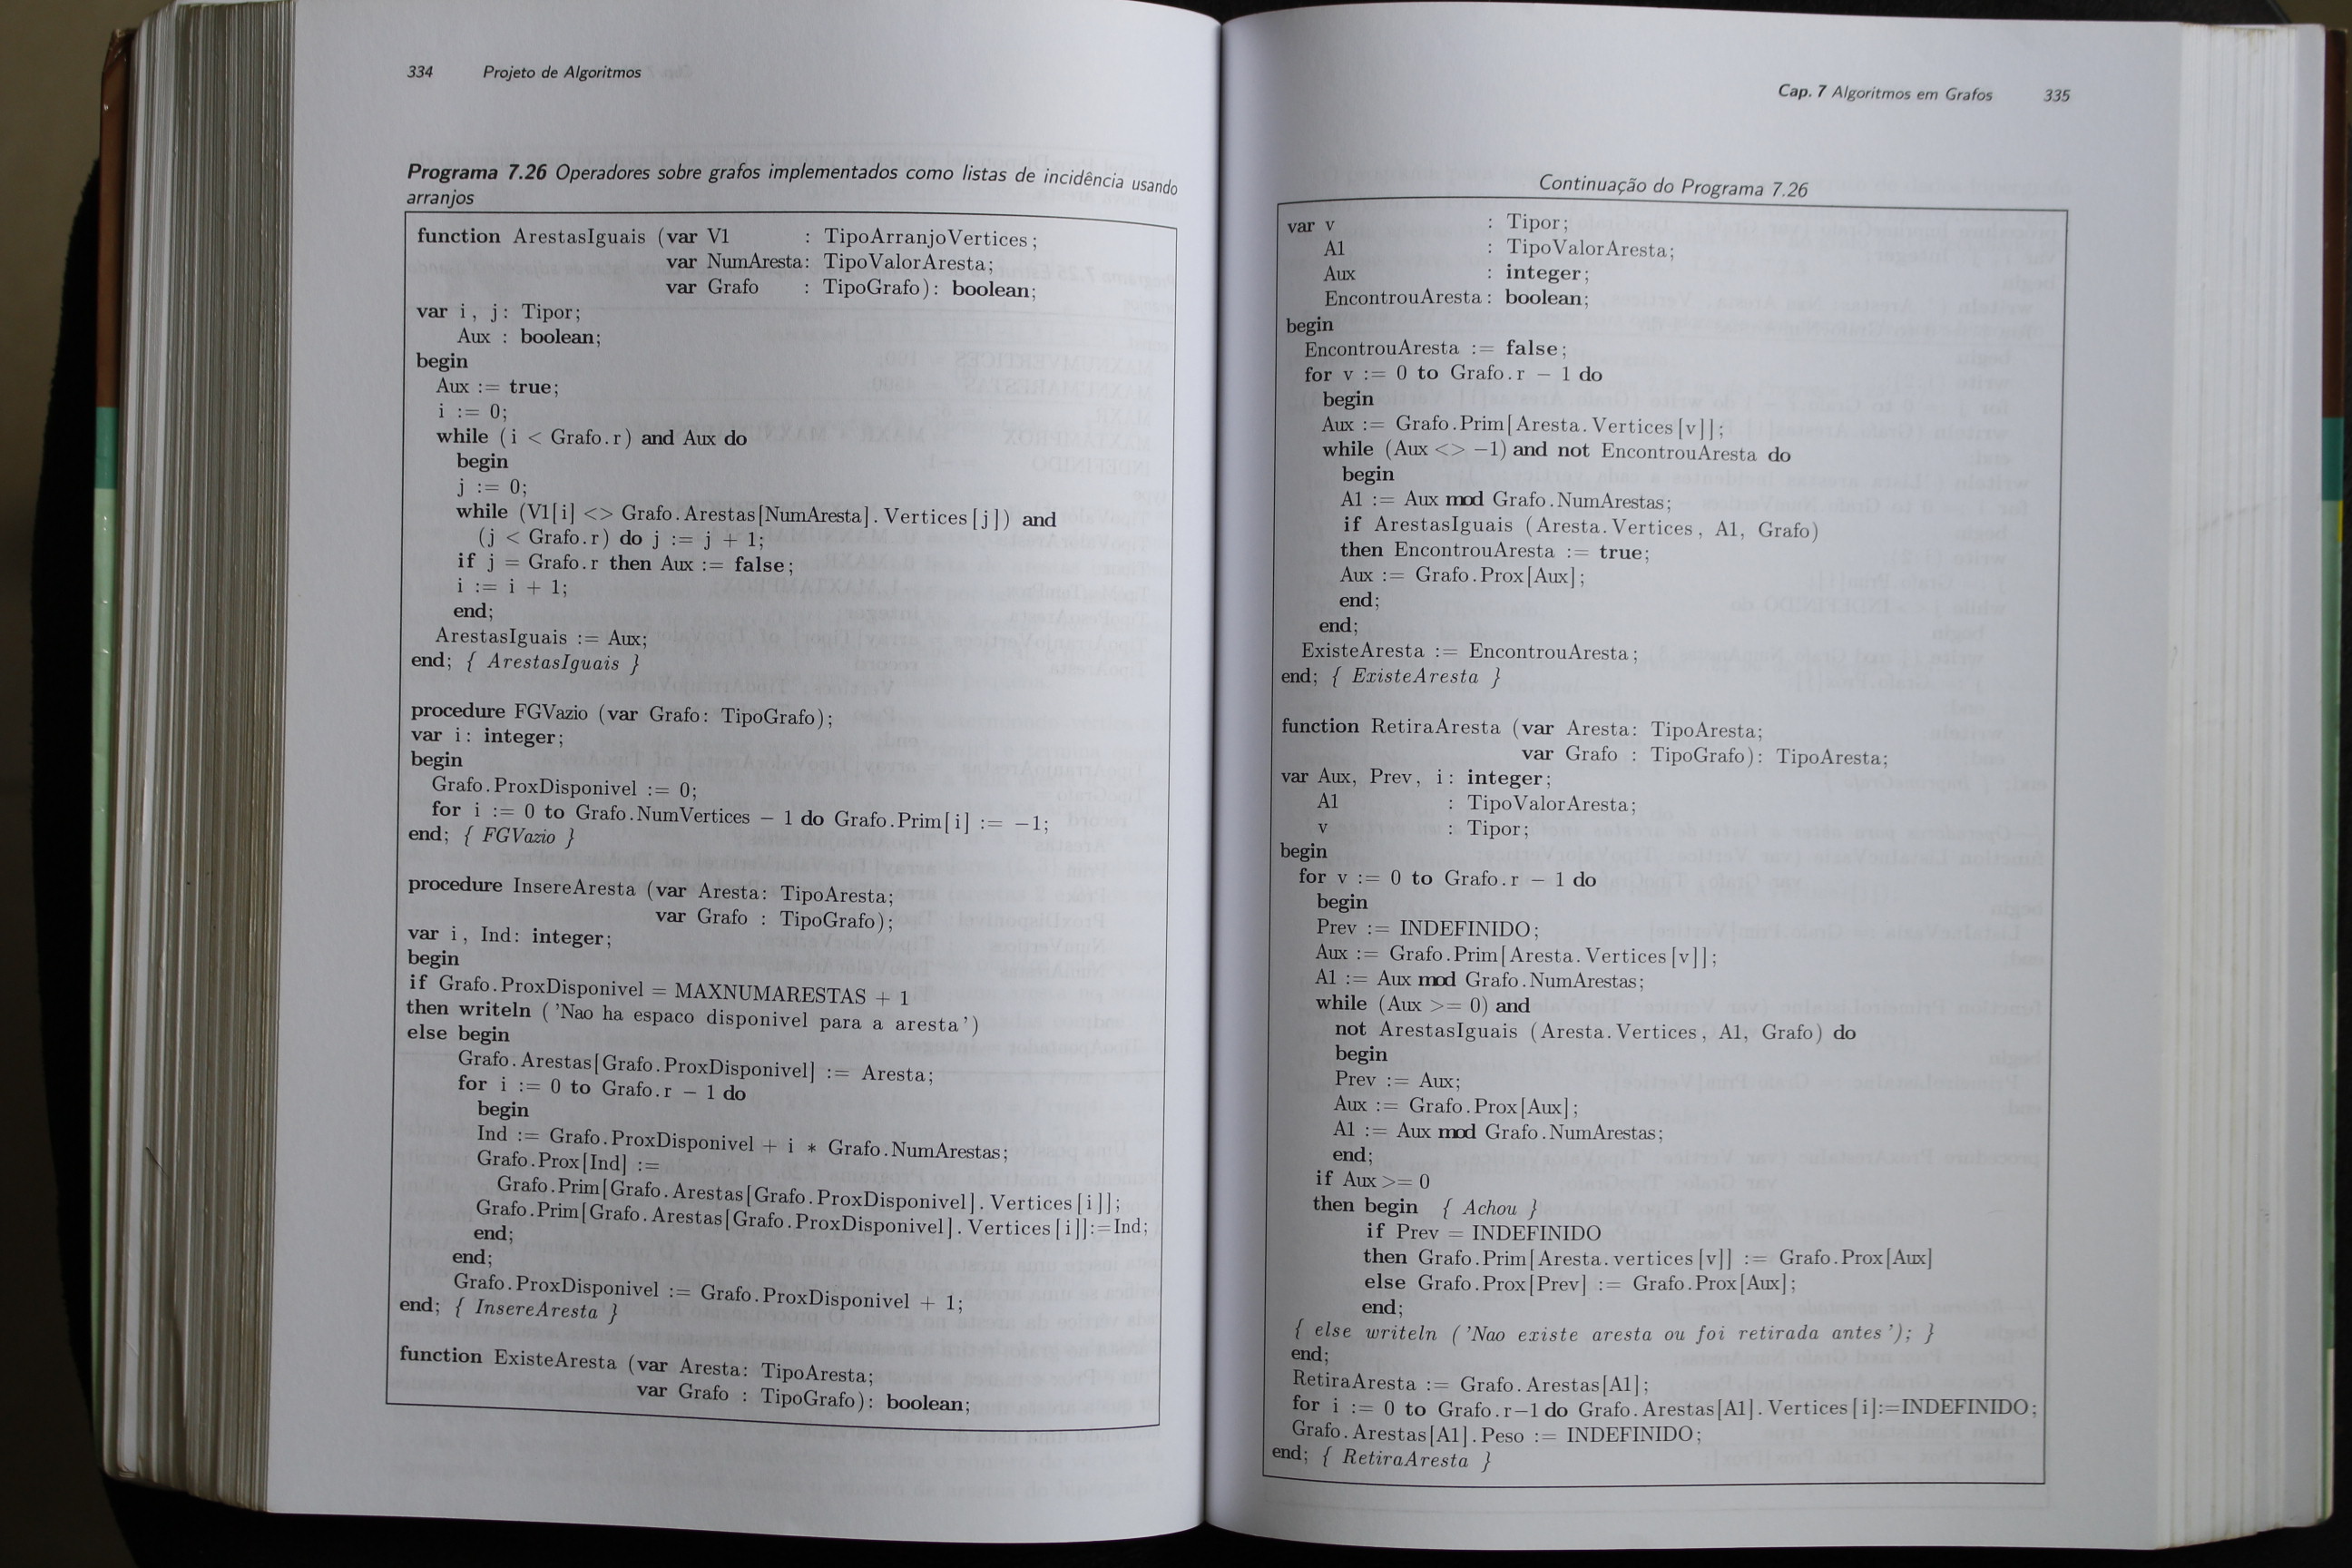 334 Projeto de Algoritmos
Programa 7.26 Operadores sobre grafos implementados como listas de incidência usando
arranjos
function ArestasIguais (var V1 : TipoArranjoVertices;
var NumAresta: TipoValorAresta;
var Grafo : TipoGrafo): boolean;
var i, j: Tipor;
Aux : boolean;
begin
Aux := true;
i := 0;
while (i < Grafo.r) and Aux do
begin
j := 0;
while (V1[i] <> Grafo.Arestas[NumAresta].Vertices[j]) and
(j < Grafo.r) do j := j + 1;
if j = Grafo.r then Aux := false;
i := i + 1;
end;
ArestasIguais := Aux;
end; { ArestasIguais }
procedure FGVazio (var Grafo: TipoGrafo);
var i: integer;
begin
Grafo.ProxDisponivel := 0;
for i := 0 to Grafo.NumVertices - 1 do Grafo.Prim[i] := -1;
end; { FGVazio }
procedure InsereAresta (var Aresta: TipoAresta;
var Grafo : TipoGrafo);
var i, Ind: integer;
begin
if Grafo.ProxDisponivel = MAXNUMARESTAS + 1
then writeln ('Nao ha espaco disponivel para a aresta')
else begin
Grafo.Arestas[Grafo.ProxDisponivel] := Aresta;
for i := 0 to Grafo.r - 1 do
begin
Ind := Grafo.ProxDisponivel + i * Grafo.NumArestas;
Grafo.Prox[Ind] :=
Grafo.Prim[Grafo.Arestas[Grafo.ProxDisponivel].Vertices[i]];
Grafo.Prim[Grafo.Arestas[Grafo.ProxDisponivel].Vertices[i]]:=Ind;
end;
end;
Grafo.ProxDisponivel := Grafo.ProxDisponivel + 1;
end; { InsereAresta }
function ExisteAresta (var Aresta: TipoAresta;
var Grafo : TipoGrafo): boolean;
Cap. 7 Algoritmos em Grafos 335
Continuação do Programa 7.26
var v : Tipor;
A1 : TipoValorAresta;
Aux : integer;
EncontrouAresta : boolean;
begin
EncontrouAresta := false;
for v := 0 to Grafo.r - 1 do
begin
Aux := Grafo.Prim[Aresta.Vertices[v]];
while (Aux <> -1) and not EncontrouAresta do
begin
A1 := Aux mod Grafo.NumArestas;
if ArestasIguais (Aresta.Vertices, A1, Grafo)
then EncontrouAresta := true;
Aux := Grafo.Prox[Aux];
end;
end;
ExisteAresta := EncontrouAresta;
end; { ExisteAresta }
function RetiraAresta (var Aresta: TipoAresta;
var Grafo : TipoGrafo): TipoAresta;
var Aux, Prev, i: integer;
A1 : TipoValorAresta;
v : Tipor;
begin
for v := 0 to Grafo.r - 1 do
begin
Prev := INDEFINIDO;
Aux := Grafo.Prim[Aresta.Vertices[v]];
A1 := Aux mod Grafo.NumArestas;
while (Aux >= 0) and
not ArestasIguais (Aresta.Vertices, A1, Grafo) do
begin
Prev := Aux;
Aux := Grafo.Prox[Aux];
A1 := Aux mod Grafo.NumArestas;
end;
if Aux >= 0
then begin { Achou }
if Prev = INDEFINIDO
then Grafo.Prim[Aresta.vertices[v]] := Grafo.Prox[Aux]
else Grafo.Prox[Prev] := Grafo.Prox[Aux];
end;
{ else writeln ('Nao existe aresta ou foi retirada antes'); }
end;
RetiraAresta := Grafo.Arestas[A1];
for i := 0 to Grafo.r-1 do Grafo.Arestas[A1].Vertices[i]:=INDEFINIDO;
Grafo.Arestas[A1].Peso := INDEFINIDO;
end; { RetiraAresta }